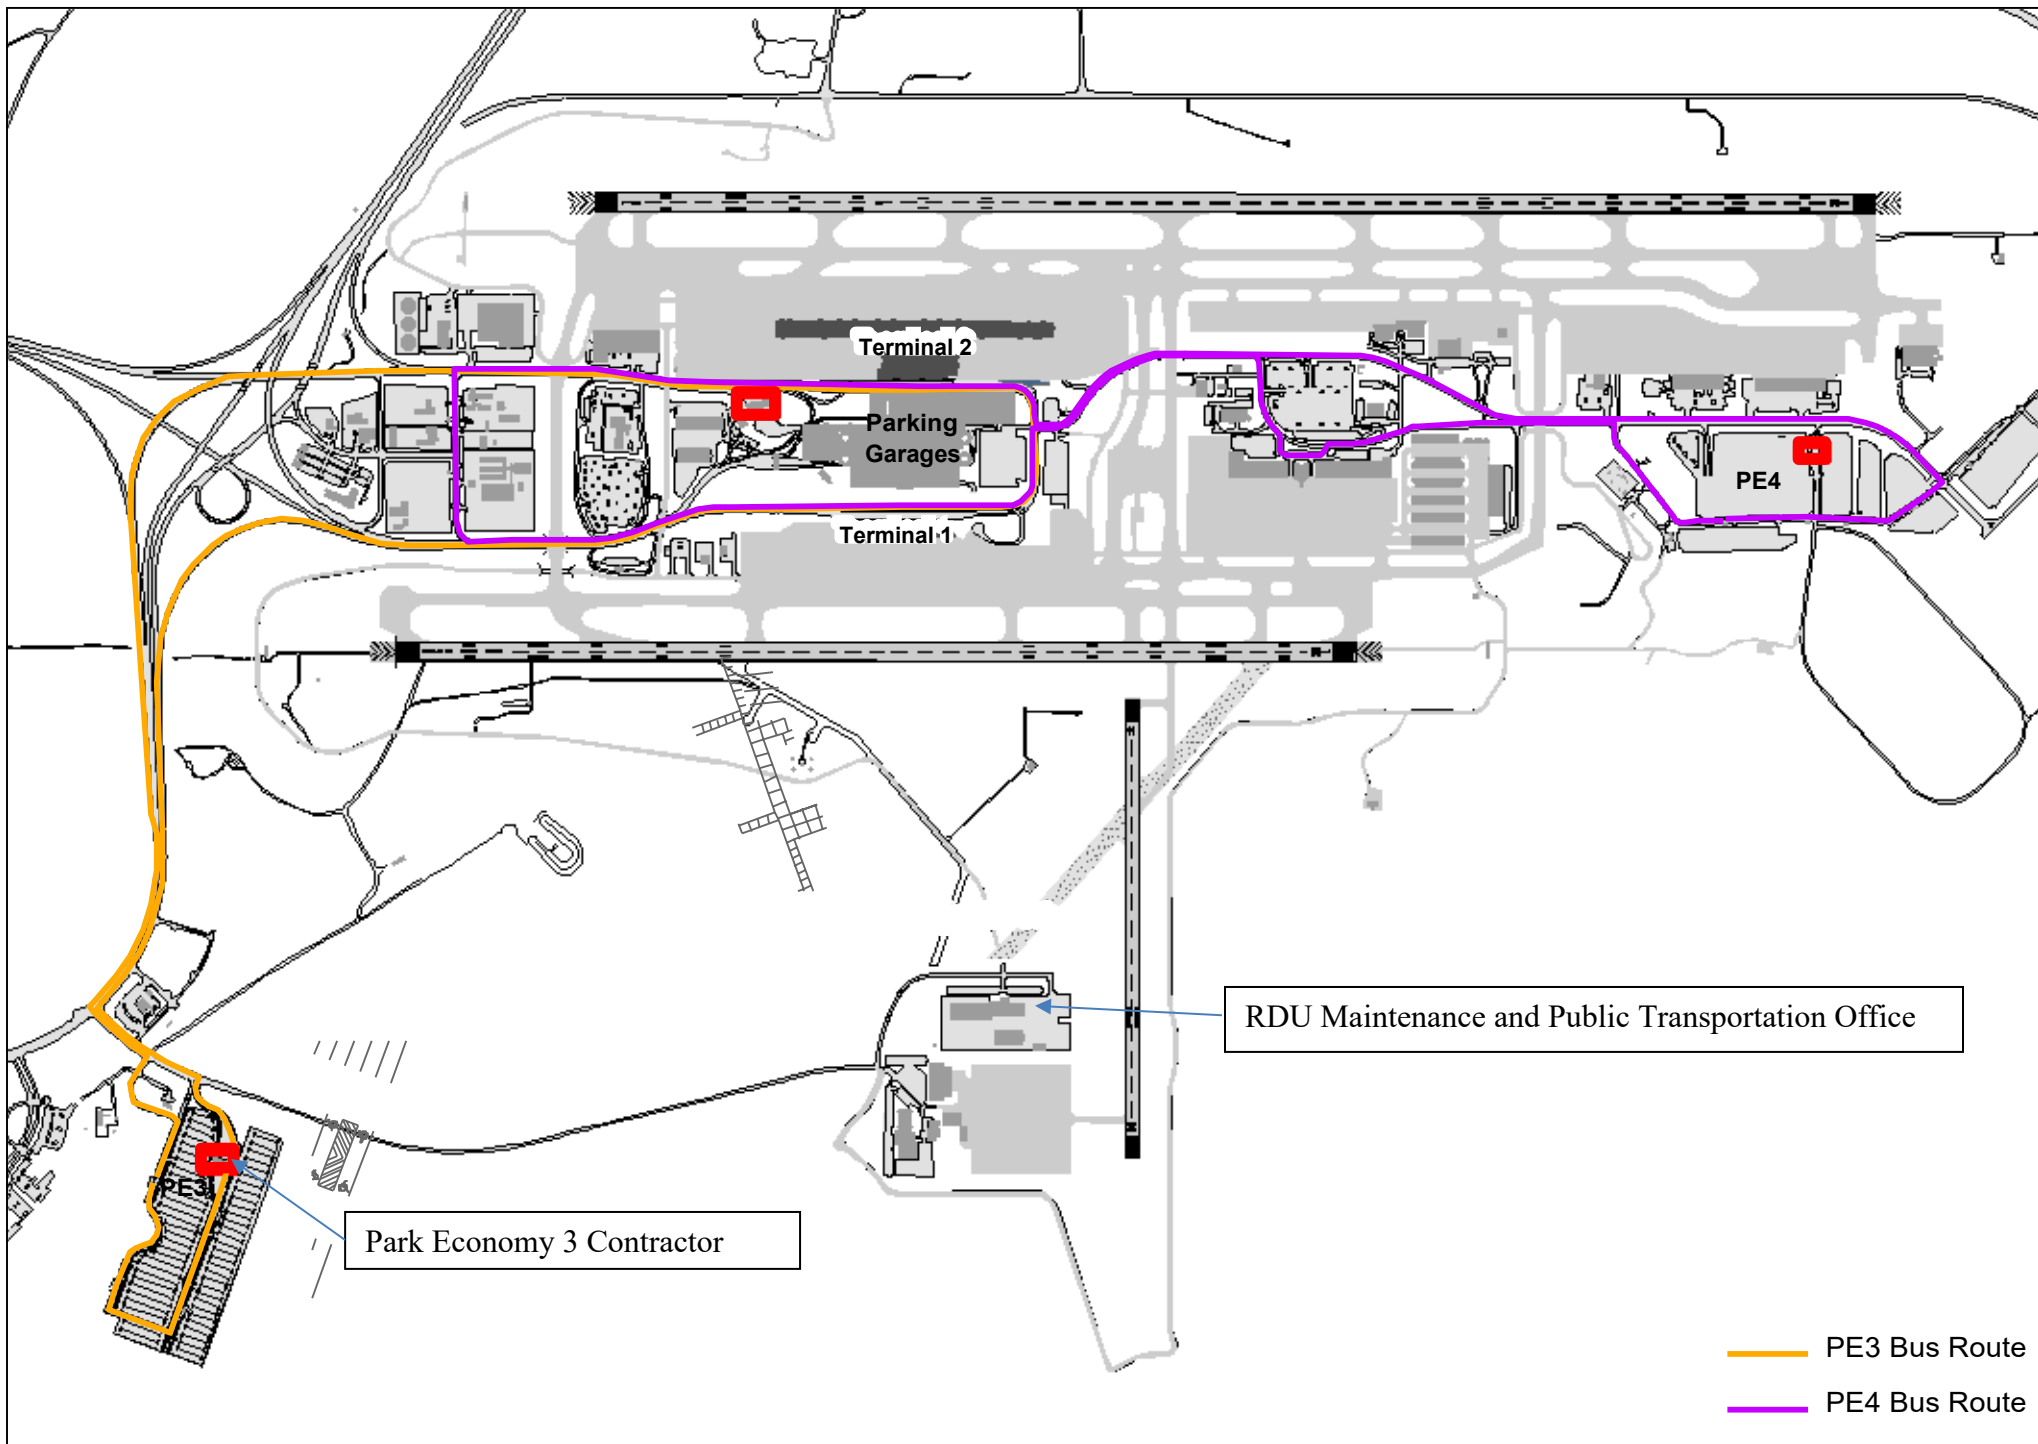 Terminal 2
Parking
Garages
PE4
Terminal 1
RDU Maintenance and Public Transportation Office
PE3
Park Economy 3 Contractor
PE3 Bus Route
PE4 Bus Route